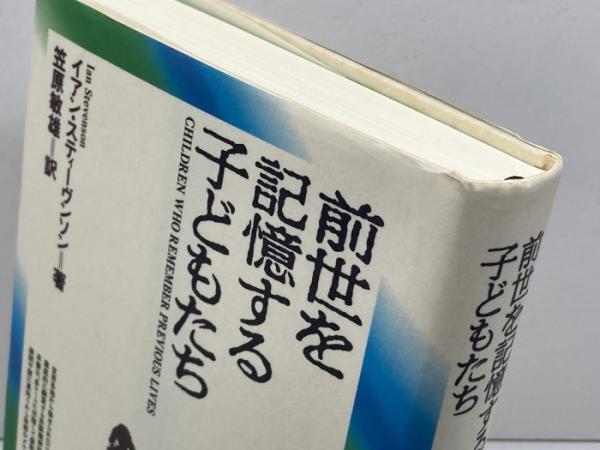 前世を
記憶する
子どもたち
CHILDREN WHO REMEMBER PREVIOUS LIVES
Ian Stevenson
イアン・スティーヴンソン＝著
笠原敏雄＝訳
前世を記憶する
子どもたち